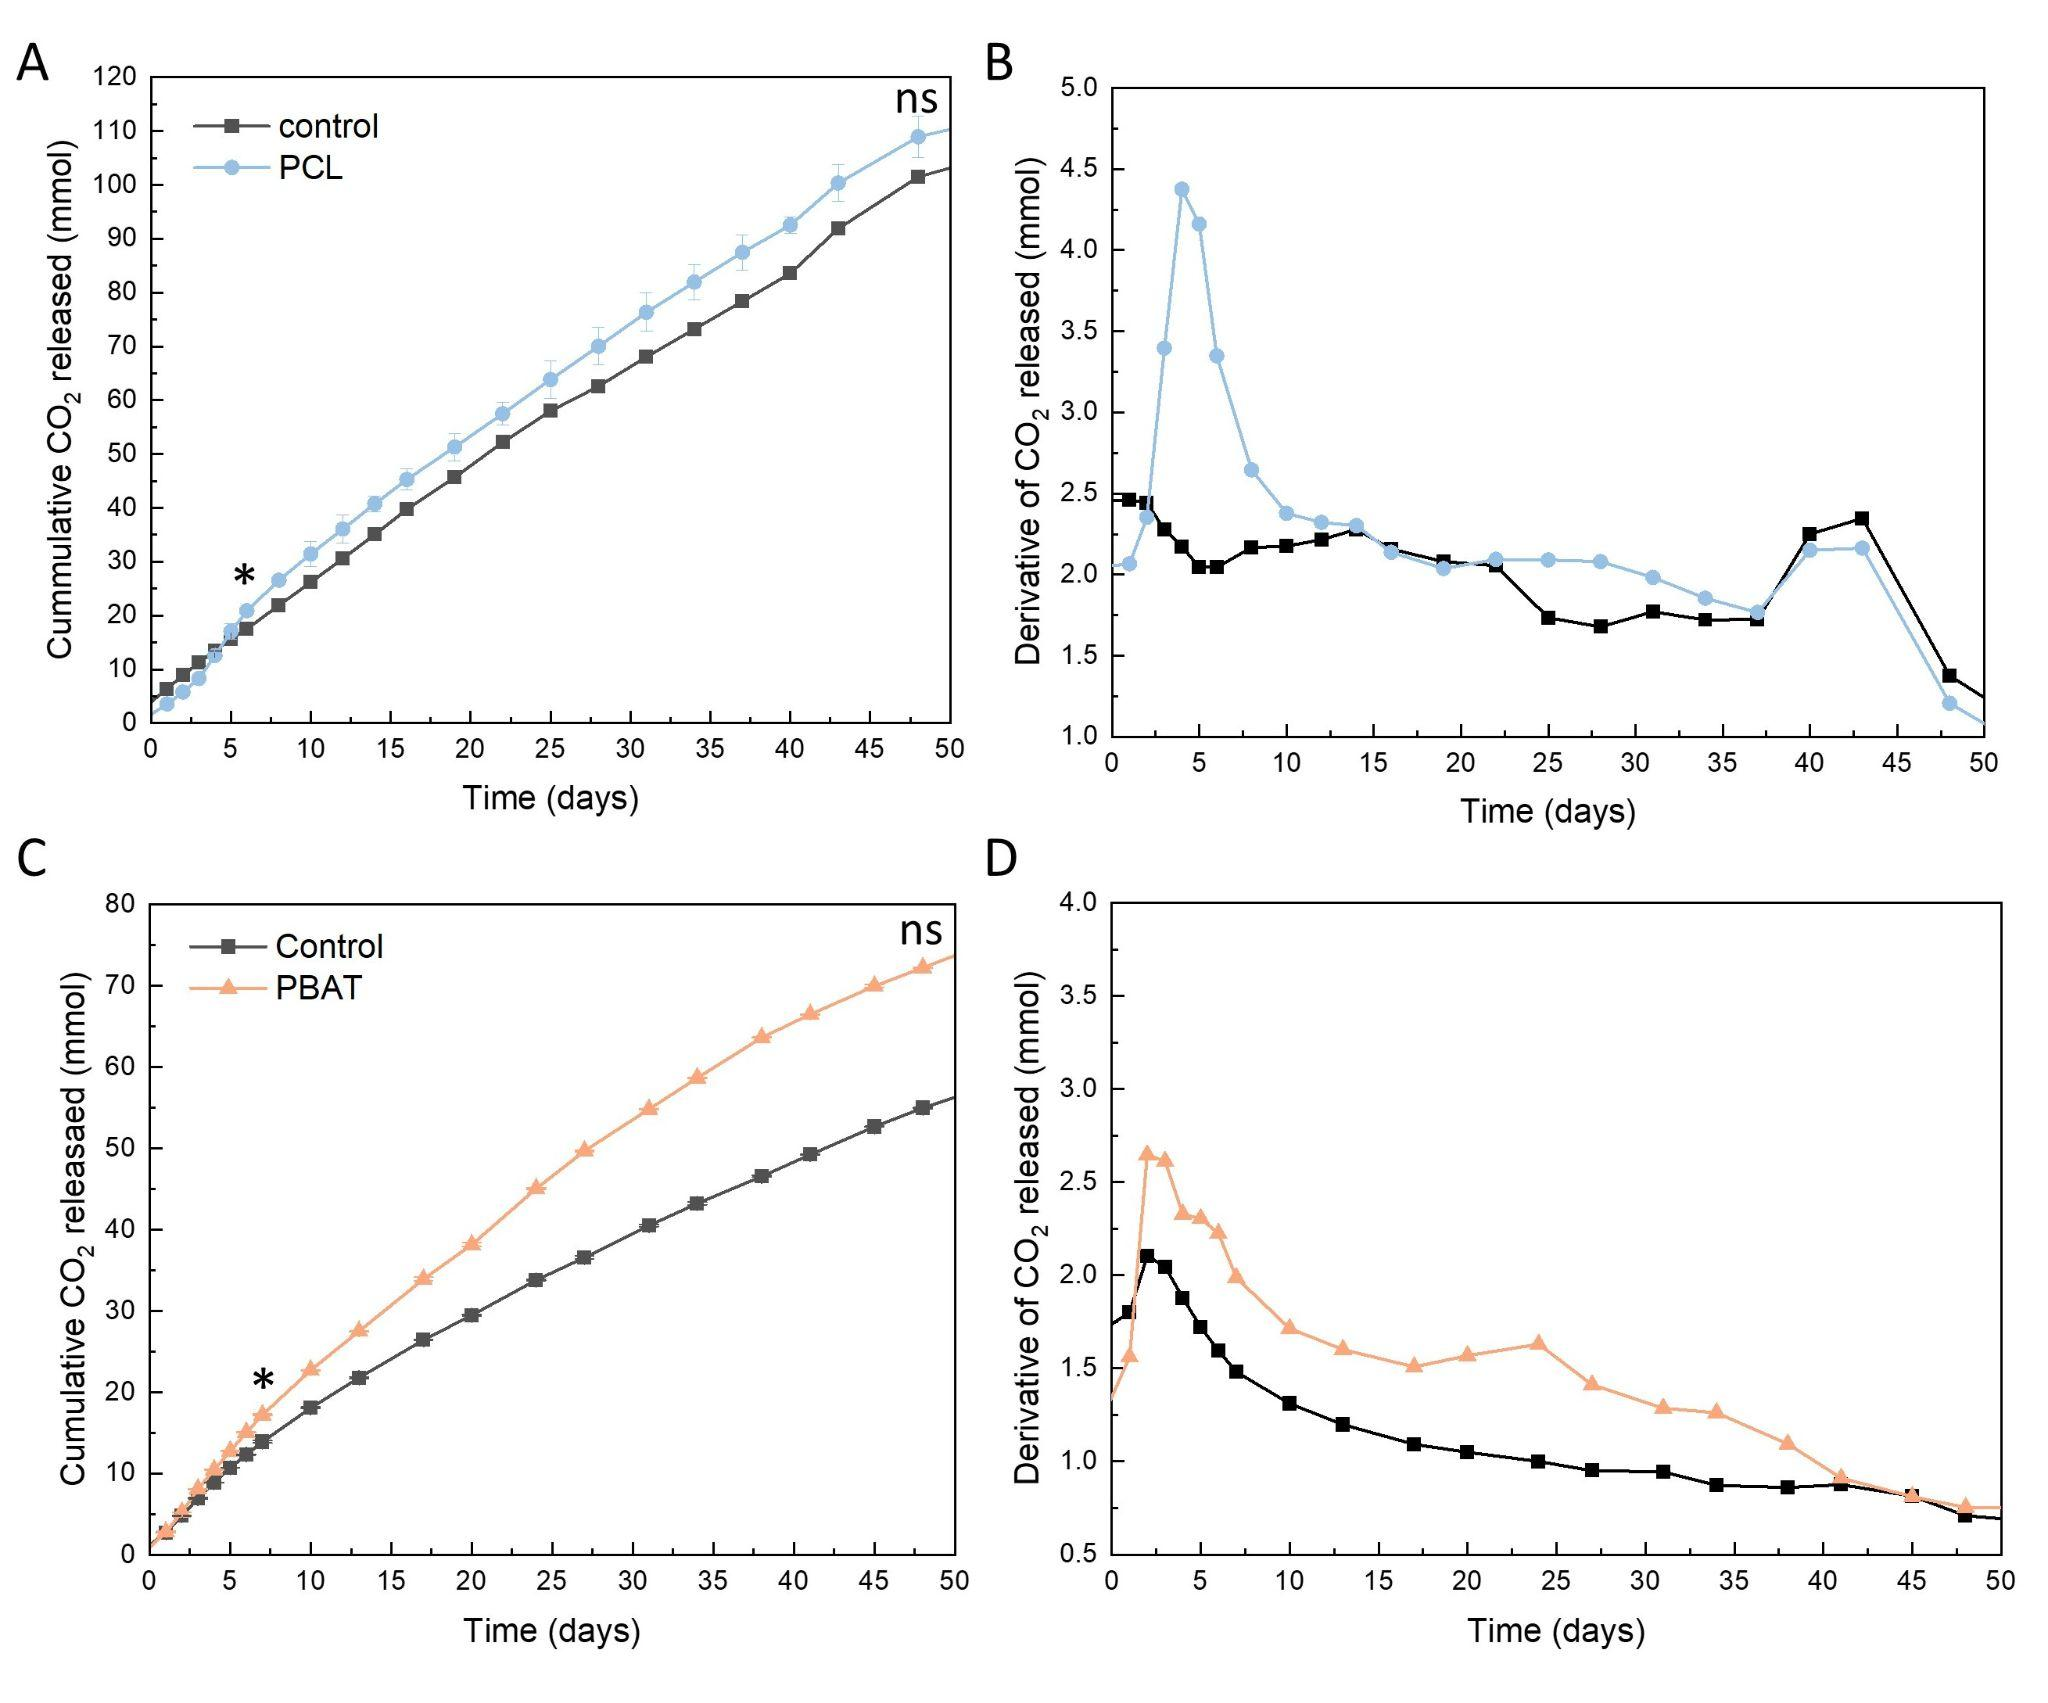 A
Cummulative CO2 released (mmol)
120
110
100
90
80
70
60
50
40
30
20
10
0
control
PCL
ns
*
0 5 10 15 20 25 30 35 40 45 50
Time (days)
B
Derivative of CO2 released (mmol)
5.0
4.5
4.0
3.5
3.0
2.5
2.0
1.5
1.0
0 5 10 15 20 25 30 35 40 45 50
Time (days)
C
Cumulative CO2 releasaed (mmol)
80
70
60
50
40
30
20
10
0
Control
PBAT
ns
*
0 5 10 15 20 25 30 35 40 45 50
Time (days)
D
Derivative of CO2 released (mmol)
4.0
3.5
3.0
2.5
2.0
1.5
1.0
0.5
0 5 10 15 20 25 30 35 40 45 50
Time (days)